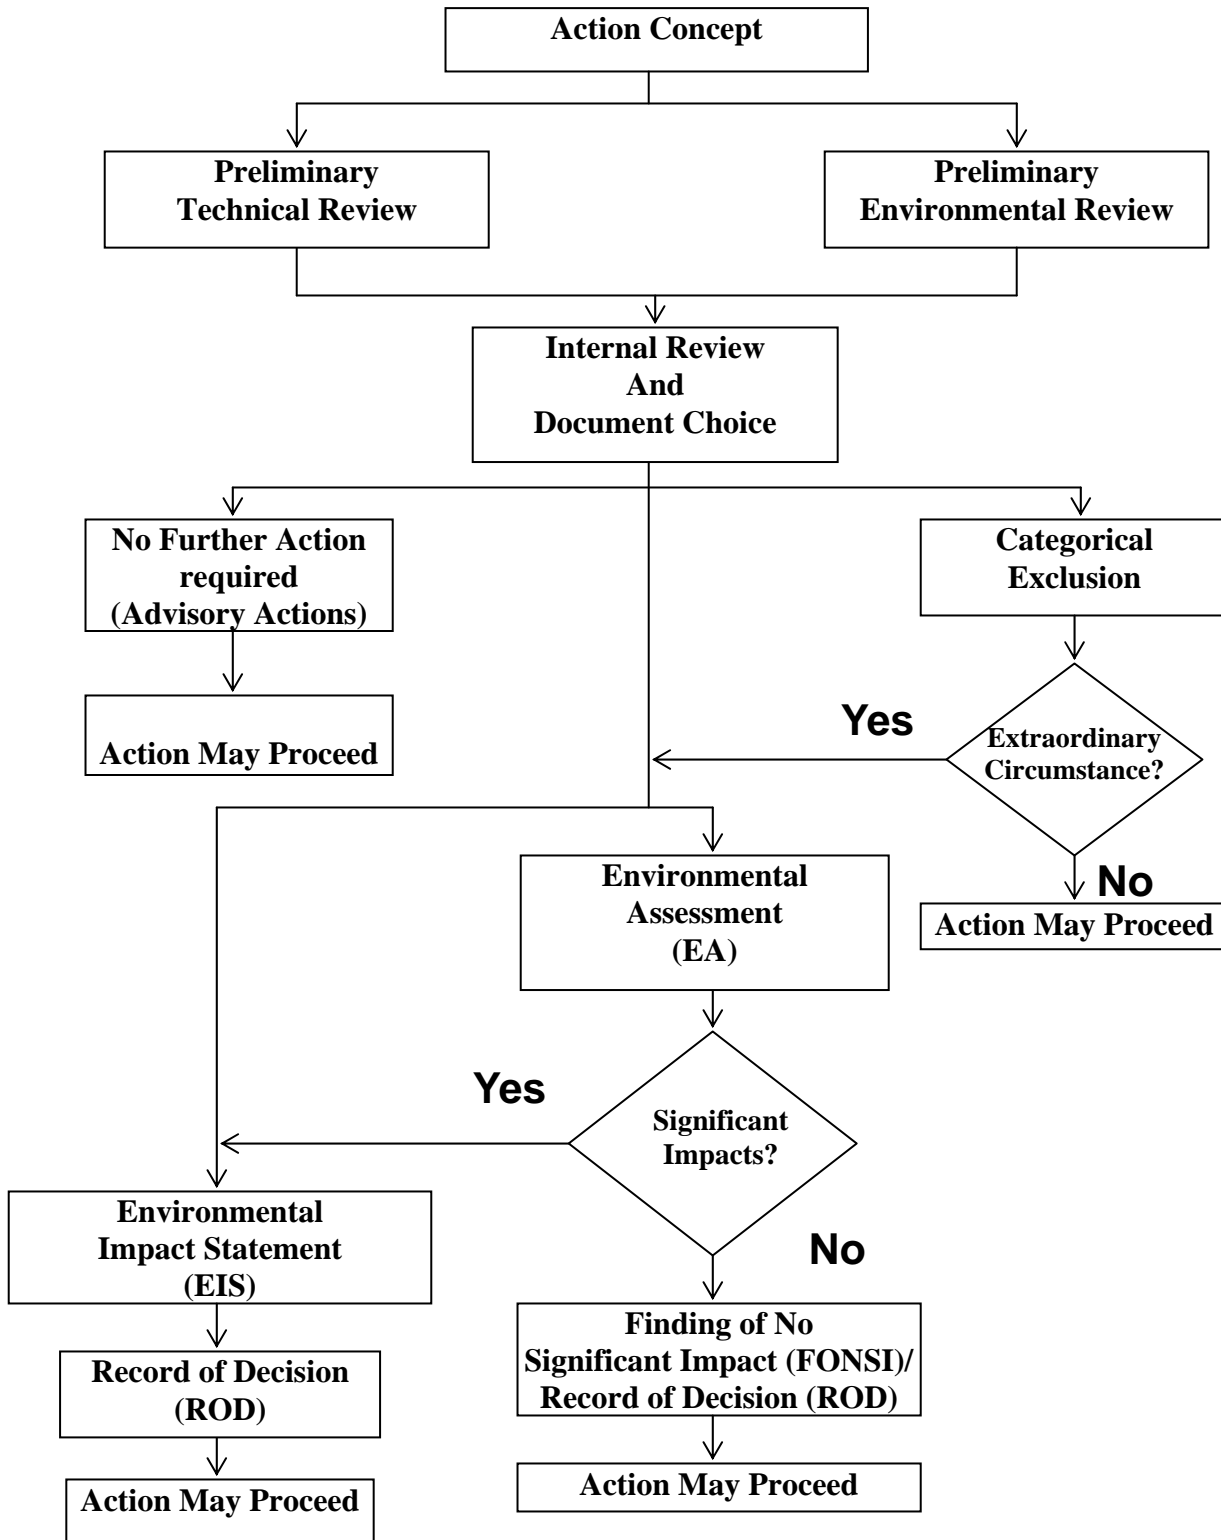 Action Concept
Preliminary
Technical Review
Preliminary
Environmental Review
Internal Review
And
Document Choice
No Further Action
required
(Advisory Actions)
Categorical
Exclusion
Action May Proceed
Yes
Extraordinary
Circumstance?
No
Action May Proceed
Environmental
Assessment
(EA)
Yes
Significant
Impacts?
No
Environmental
Impact Statement
(EIS)
Finding of No
Significant Impact (FONSI)/
Record of Decision (ROD)
Record of Decision
(ROD)
Action May Proceed
Action May Proceed